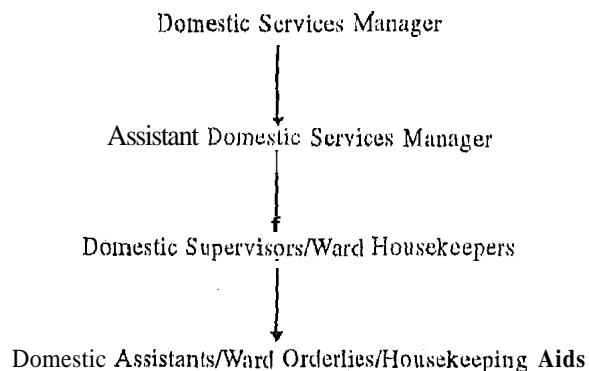 Domestic Services Manager
Assistant Domestic Services Manager
Domestic Supervisors/Ward Housekeepers
Domestic Assistants/Ward Orderlies/Housekeeping Aids